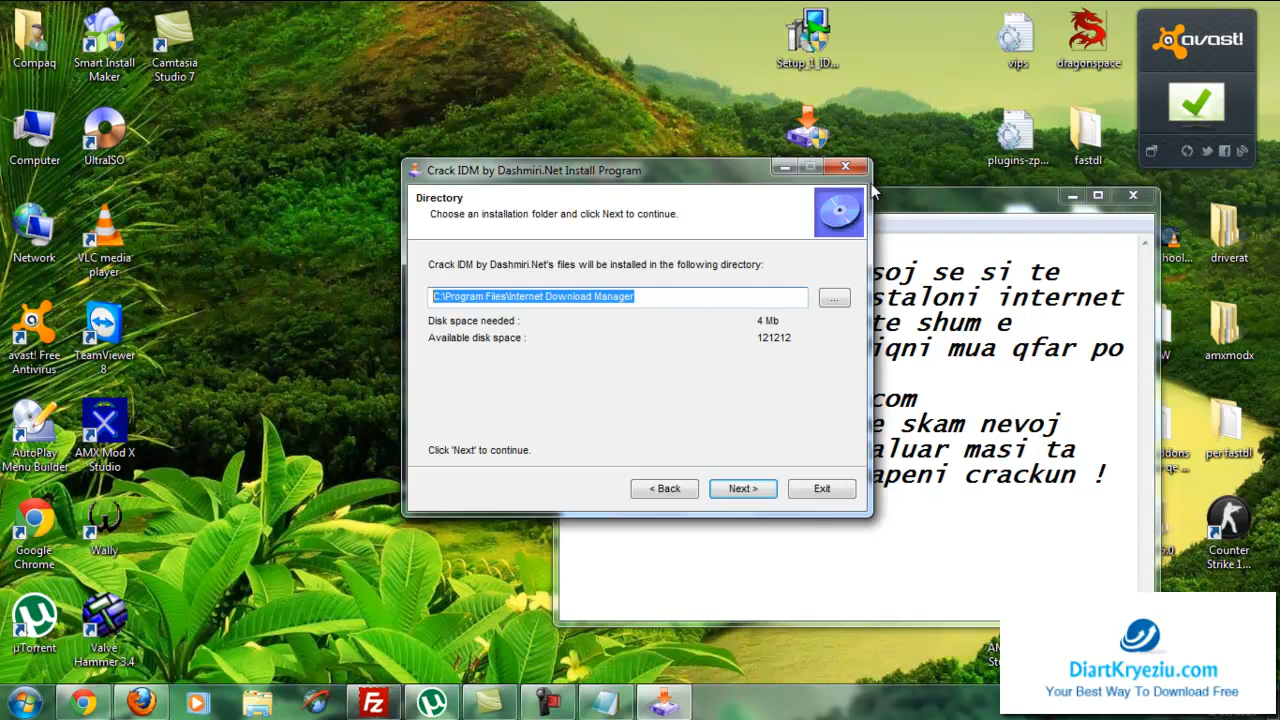 Compaq
Smart Install
Maker
Camtasia
Studio 7
Setup_1_ID...
vips
dragonspace
avast!
Computer
UltraISO
plugins-zp...
fastdl
Crack IDM by Dashmiri.Net Install Program
Directory
Choose an installation folder and click Next to continue.
Network
VLC media
player
Crack IDM by Dashmiri.Net's files will be installed in the following directory:
C:\Program Files\Internet Download Manager
...
Disk space needed :
4 Mb
Available disk space :
121212
Click 'Next' to continue.
< Back
Next >
Exit
soj se si te
staloni internet
te shum e
iqni mua qfar po
com
e skam nevoj
aluar masi ta
apeni crackun !
driverat
avast! Free
Antivirus
TeamViewer
8
amxmodx
AutoPlay
Menu Builder
AMX Mod X
Studio
per fastdl
Google
Chrome
Wally
Counter
Strike 1...
µTorrent
Valve
Hammer 3.4
DiartKryeziu.com
Your Best Way To Download Free